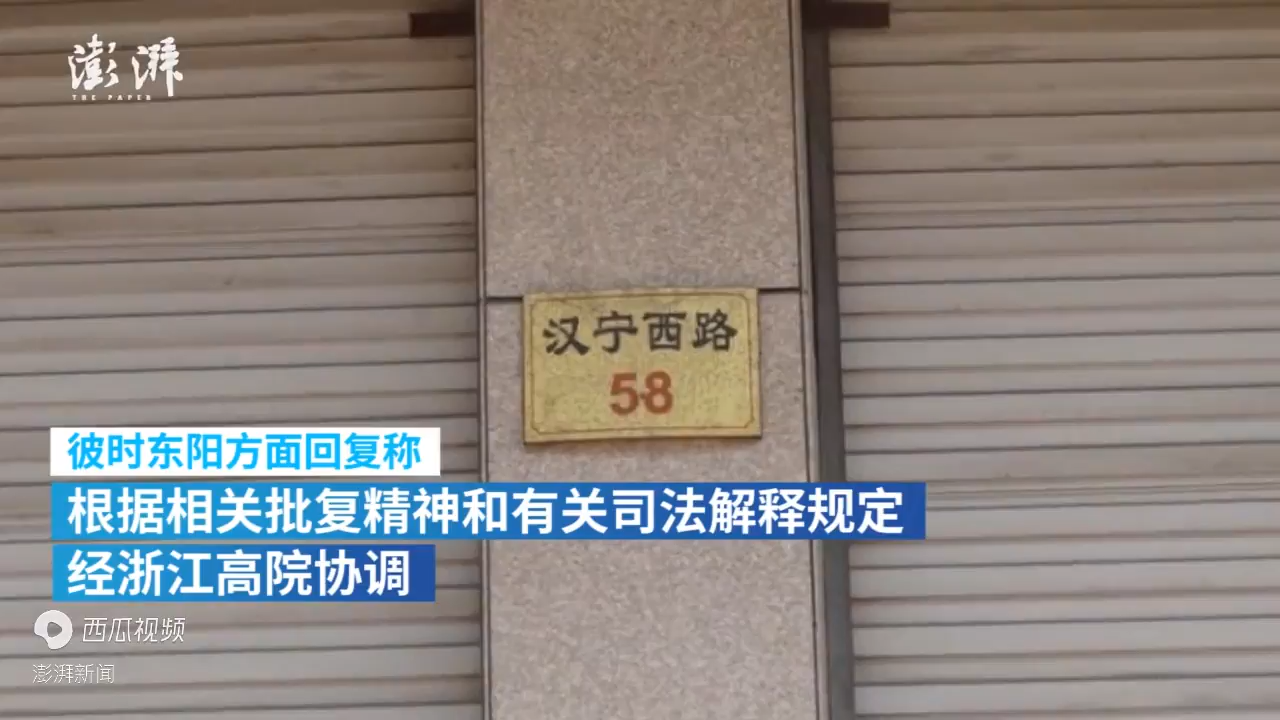 澎湃
THE PAPER
汉宁西路
58
彼时东阳方面回复称
根据相关批复精神和有关司法解释规定
经浙江高院协调
西瓜视频
澎湃新闻